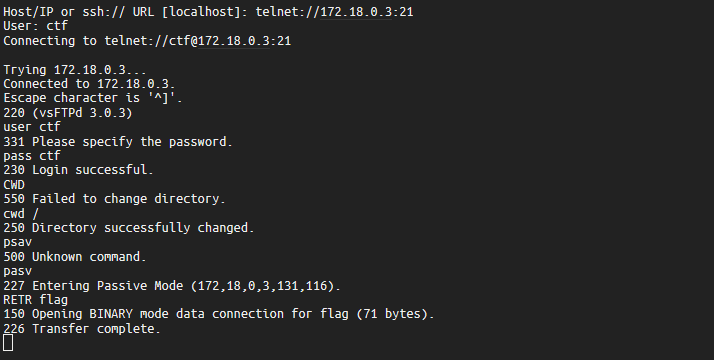 Host/IP or ssh:// URL [localhost]: telnet://172.18.0.3:21
User: ctf
Connecting to telnet://ctf@172.18.0.3:21
Trying 172.18.0.3...
Connected to 172.18.0.3.
Escape character is '^]'.
220 (vsFTPd 3.0.3)
user ctf
331 Please specify the password.
pass ctf
230 Login successful.
CWD
550 Failed to change directory.
cwd /
250 Directory successfully changed.
psav
500 Unknown command.
pasv
227 Entering Passive Mode (172,18,0,3,131,116).
RETR flag
150 Opening BINARY mode data connection for flag (71 bytes).
226 Transfer complete.